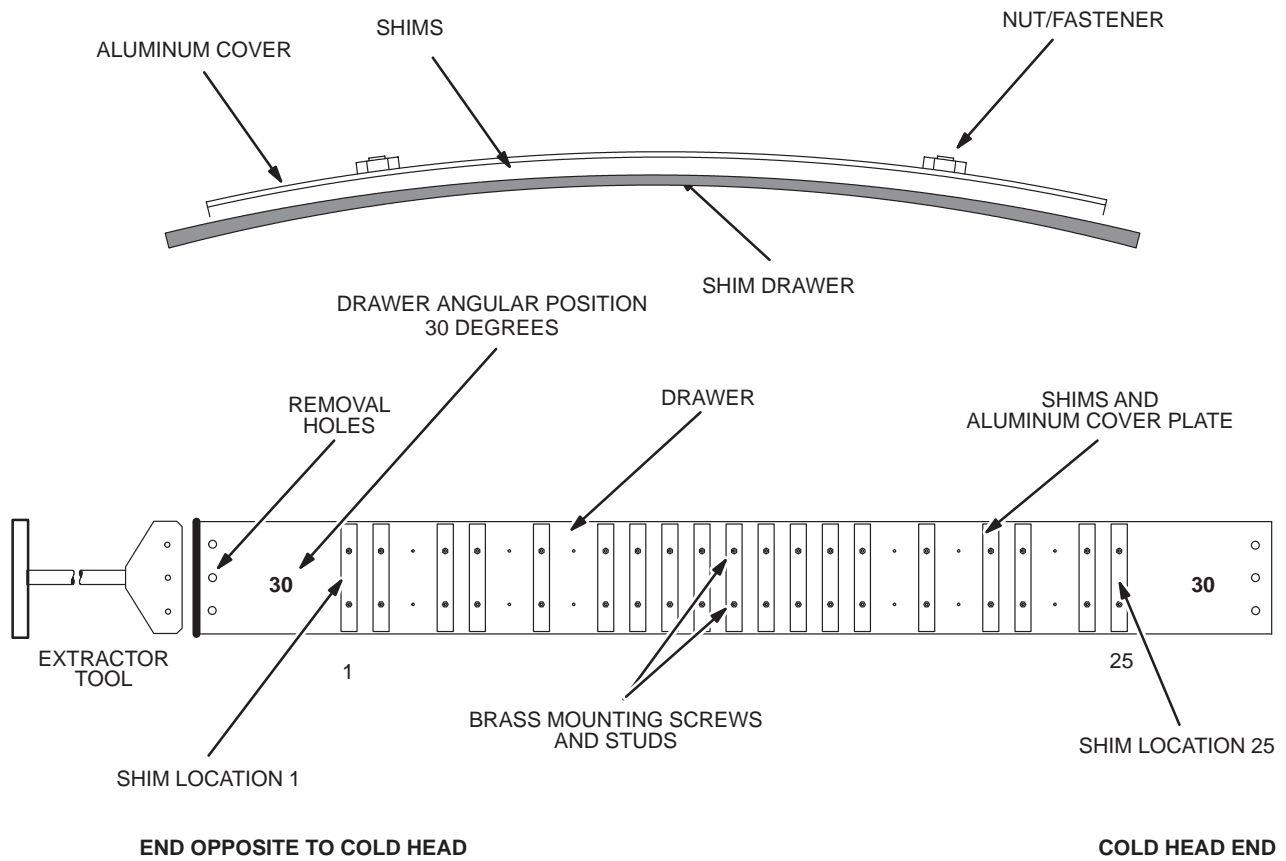 ALUMINUM COVER
SHIMS
NUT/FASTENER
SHIM DRAWER
DRAWER ANGULAR POSITION
30 DEGREES
REMOVAL
HOLES
DRAWER
SHIMS AND
ALUMINUM COVER PLATE
30
30
EXTRACTOR
TOOL
1
25
BRASS MOUNTING SCREWS
AND STUDS
SHIM LOCATION 25
SHIM LOCATION 1
END OPPOSITE TO COLD HEAD
COLD HEAD END